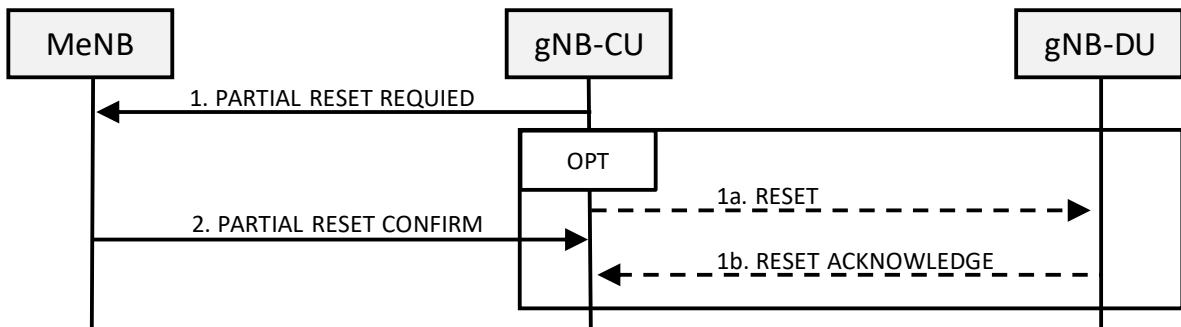 MeNB
gNB-CU
gNB-DU
1. PARTIAL RESET REQUIED
OPT
1a. RESET
2. PARTIAL RESET CONFIRM
1b. RESET ACKNOWLEDGE